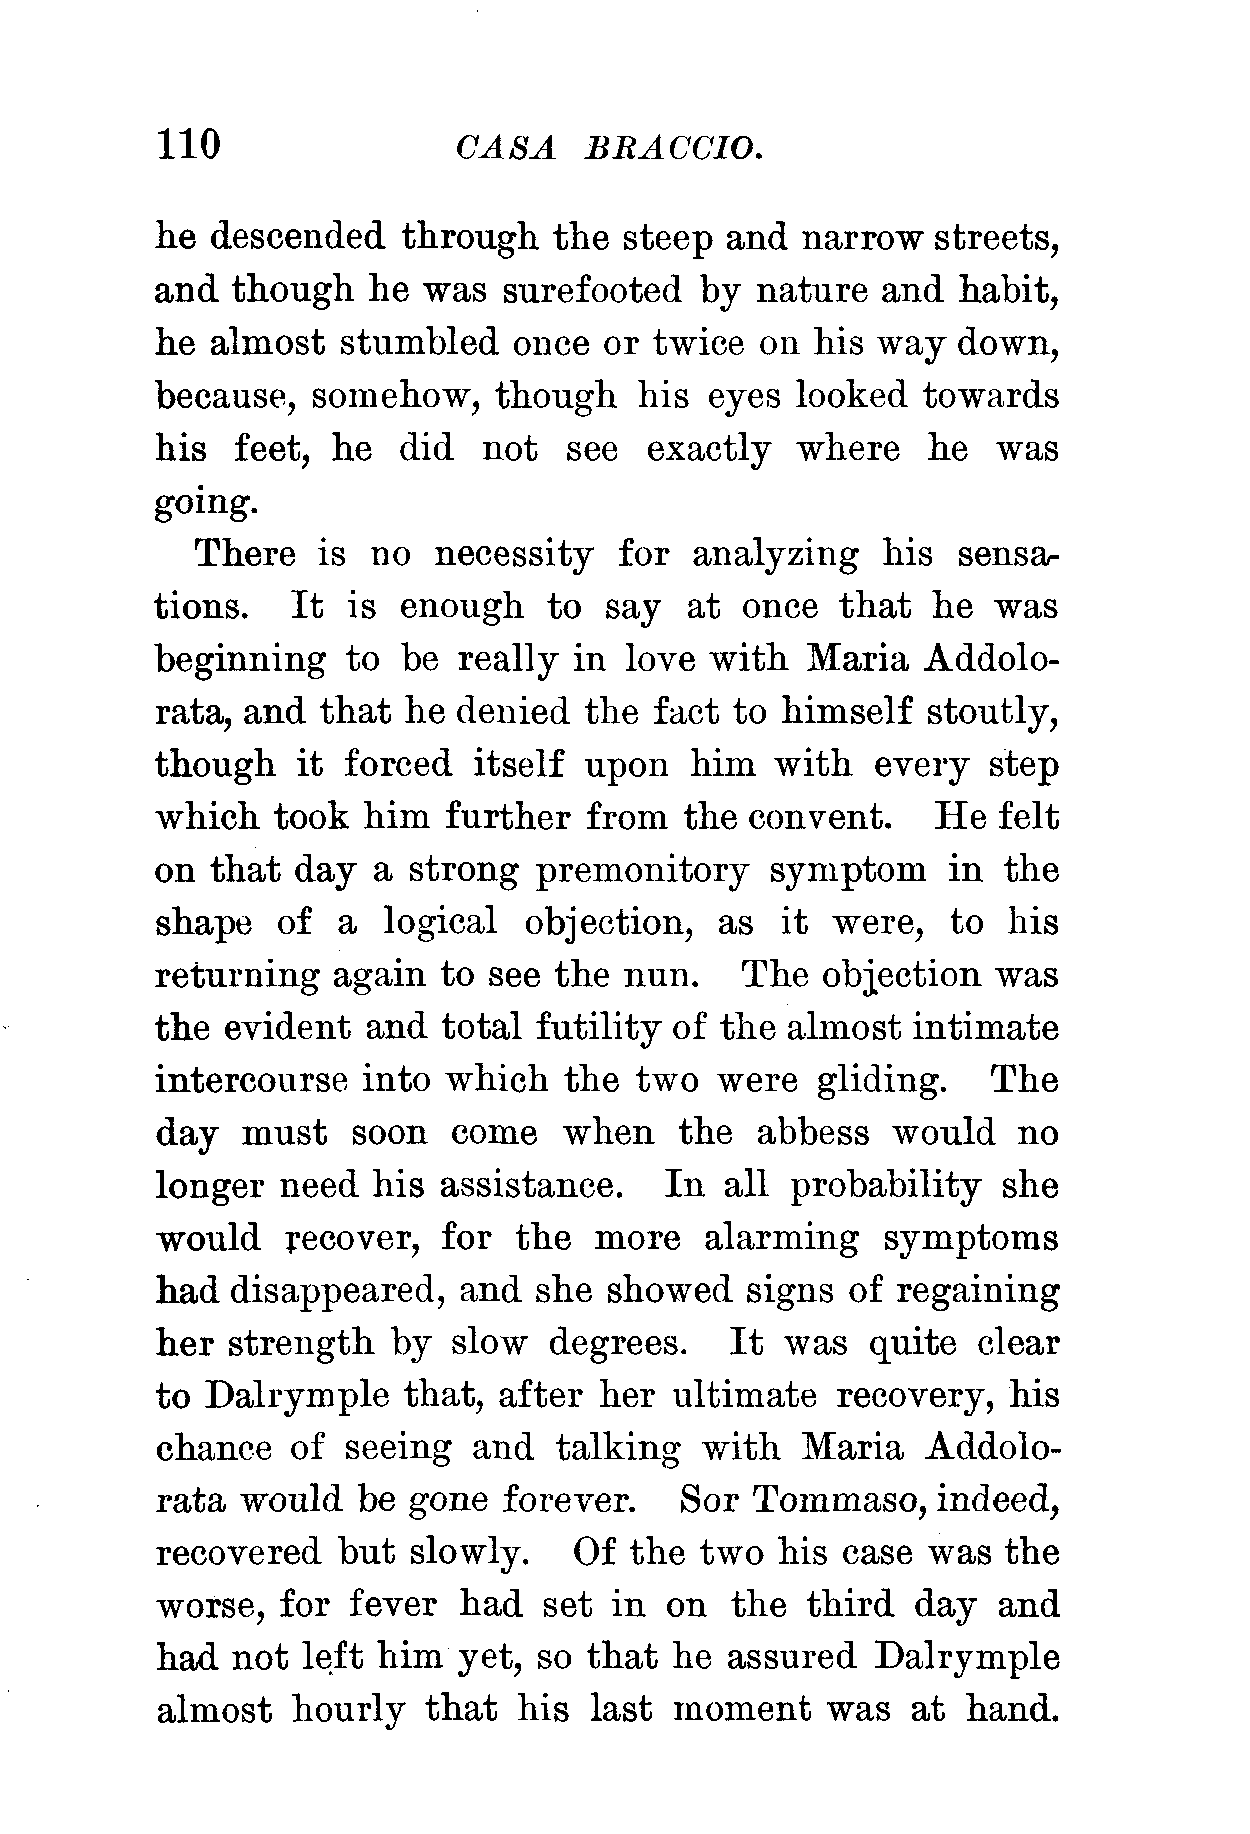 110 CASA BRACCIO.
he descended through the steep and narrow streets,
and though he was surefooted by nature and habit,
he almost stumbled once or twice on his way down,
because, somehow, though his eyes looked towards
his feet, he did not see exactly where he was
going.
There is no necessity for analyzing his sensa-
tions. It is enough to say at once that he was
beginning to be really in love with Maria Addolo-
rata, and that he denied the fact to himself stoutly,
though it forced itself upon him with every step
which took him further from the convent. He felt
on that day a strong premonitory symptom in the
shape of a logical objection, as it were, to his
returning again to see the nun. The objection was
the evident and total futility of the almost intimate
intercourse into which the two were gliding. The
day must soon come when the abbess would no
longer need his assistance. In all probability she
would recover, for the more alarming symptoms
had disappeared, and she showed signs of regaining
her strength by slow degrees. It was quite clear
to Dalrymple that, after her ultimate recovery, his
chance of seeing and talking with Maria Addolo-
rata would be gone forever. Sor Tommaso, indeed,
recovered but slowly. Of the two his case was the
worse, for fever had set in on the third day and
had not left him yet, so that he assured Dalrymple
almost hourly that his last moment was at hand.